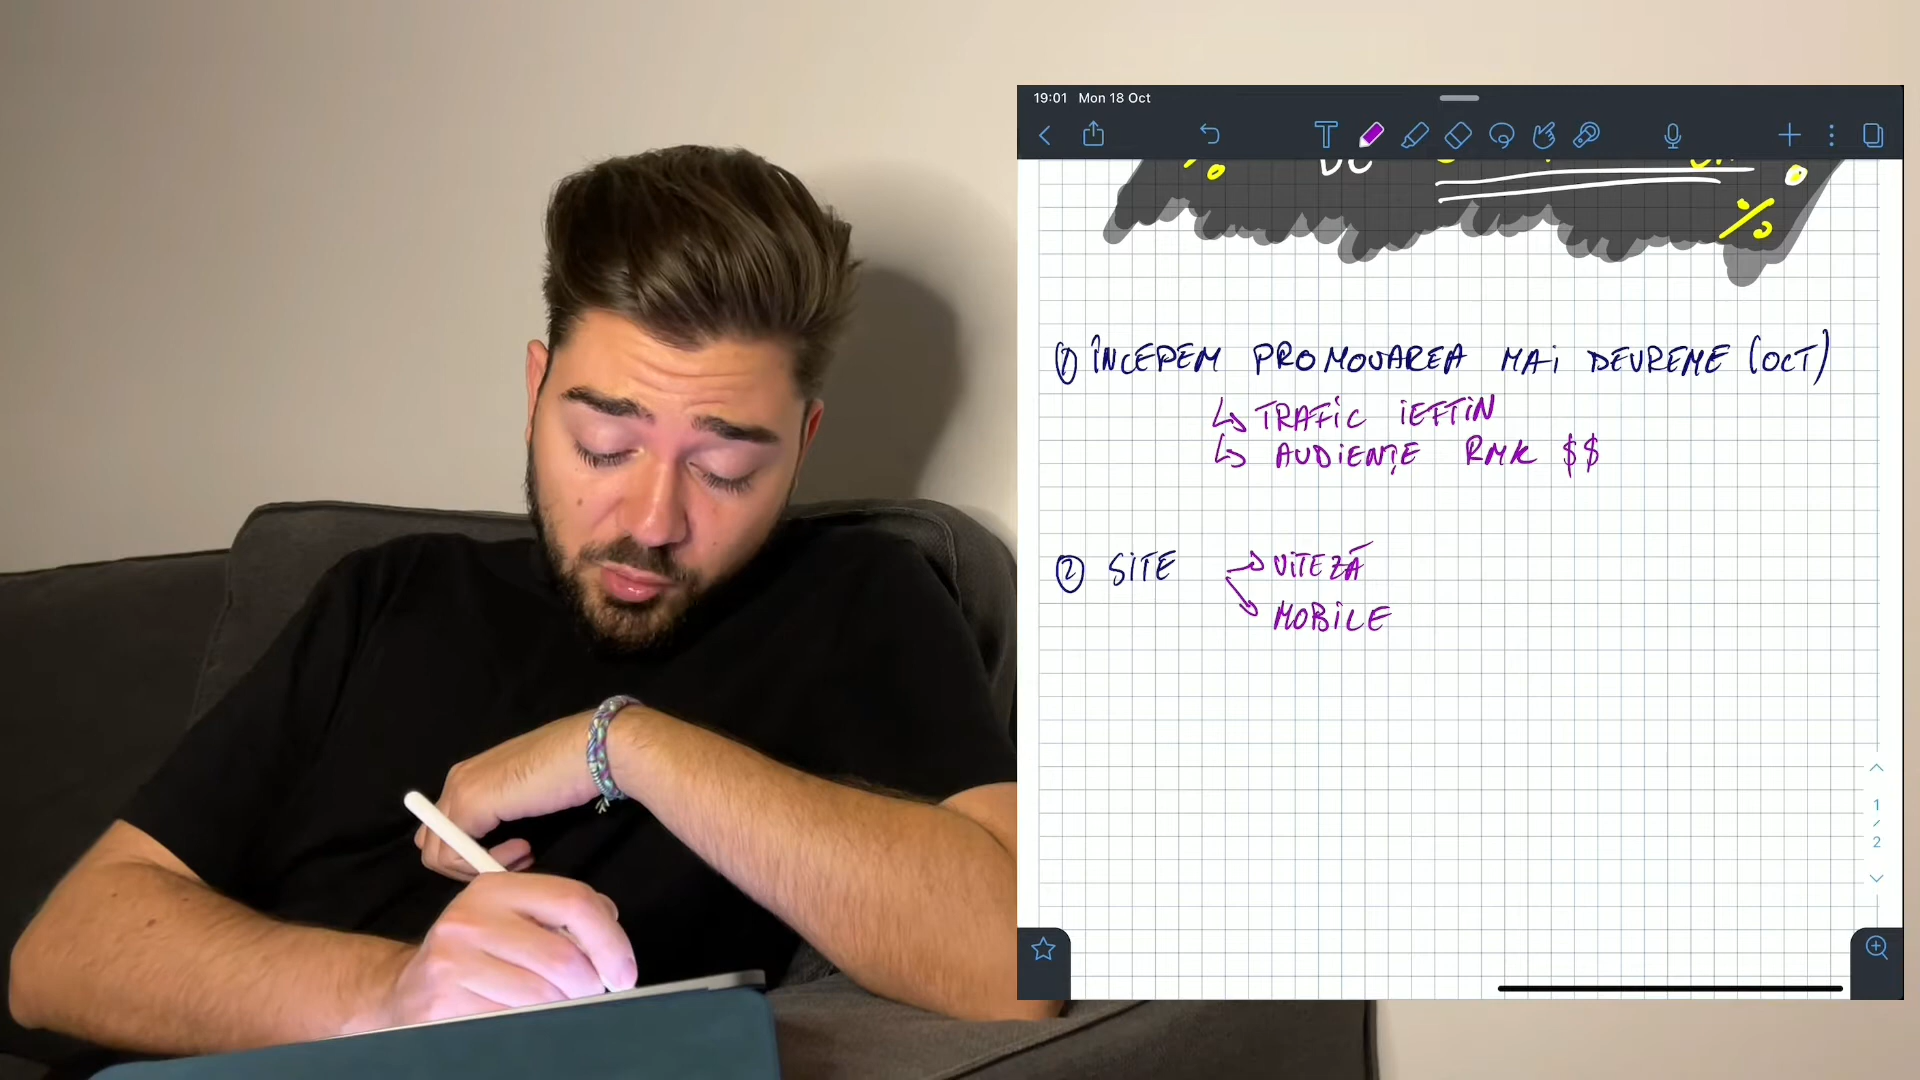 19:01 Mon 18 Oct
① ÎNCEPEM PROMOVAREA MAI DEVREME (OCT)
↳ TRAFIC IEFTIN
↳ AUDIENȚE RMK $$
② SITE → VITEZĂ
→ MOBILE
1
/
2